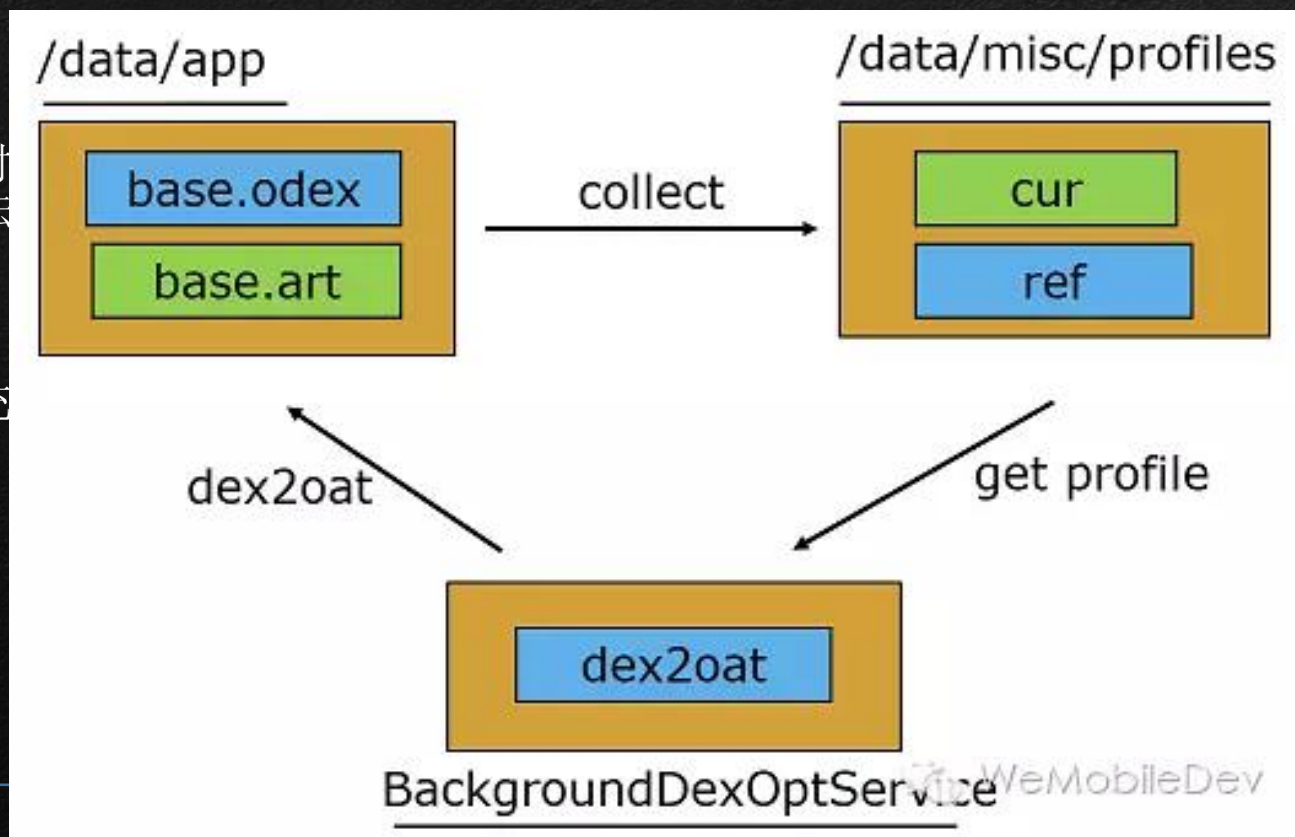 /data/app
/data/misc/profiles
base.odex
base.art
collect
cur
ref
dex2oat
get profile
dex2oat
BackgroundDexOptService
WeMobileDev